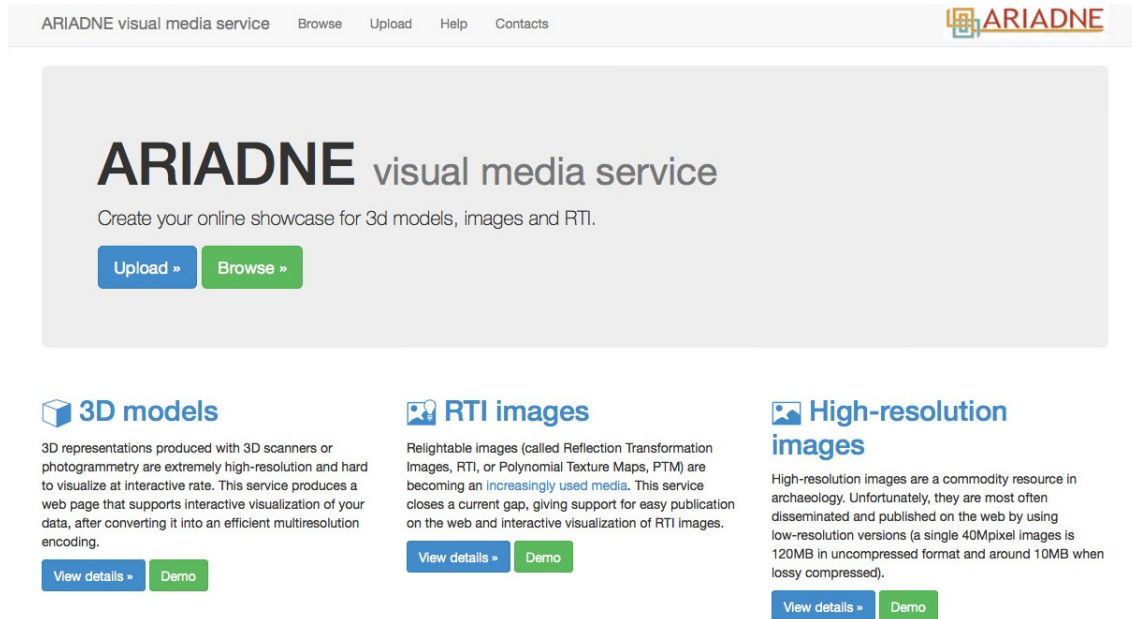 ARIADNE visual media service Browse Upload Help Contacts
ARIADNE
ARIADNE visual media service
Create your online showcase for 3d models, images and RTI.
Upload » Browse »
3D models
3D representations produced with 3D scanners or
photogrammetry are extremely high-resolution and hard
to visualize at interactive rate. This service produces a
web page that supports interactive visualization of your
data, after converting it into an efficient multiresolution
encoding.
View details » Demo
RTI images
Relightable images (called Reflection Transformation
Images, RTI, or Polynomial Texture Maps, PTM) are
becoming an increasingly used media. This service
closes a current gap, giving support for easy publication
on the web and interactive visualization of RTI images.
View details » Demo
High-resolution
images
High-resolution images are a commodity resource in
archaeology. Unfortunately, they are most often
disseminated and published on the web by using
low-resolution versions (a single 40Mpixel images is
120MB in uncompressed format and around 10MB when
lossy compressed).
View details » Demo